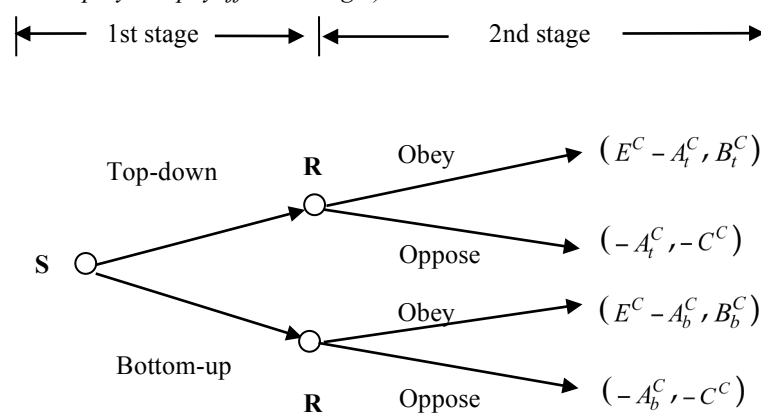 1st stage 2nd stage
Top-down R Obey (E^C − A_t^C, B_t^C)
S Oppose (−A_t^C, −C^C)
Obey (E^C − A_b^C, B_b^C)
Bottom-up R Oppose (−A_b^C, −C^C)